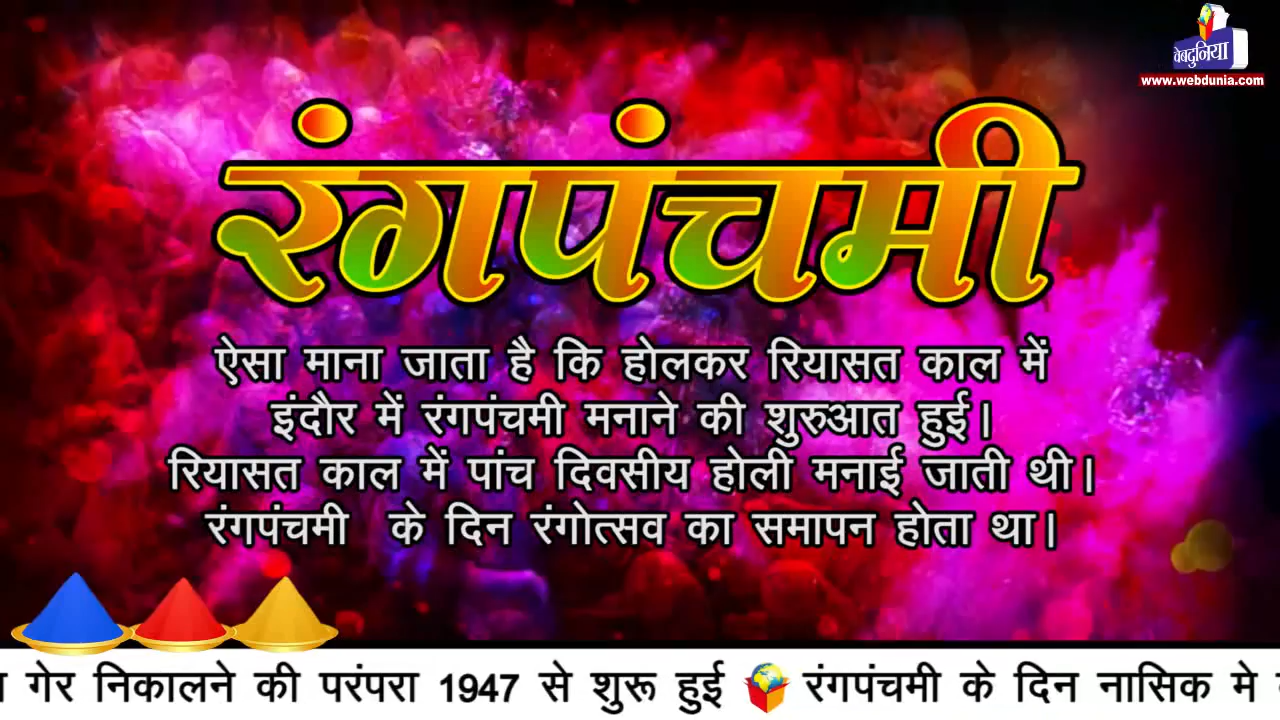 वेबदुनिया
www.webdunia.com
रंगपंचमी
ऐसा माना जाता है कि होलकर रियासत काल में
इंदौर में रंगपंचमी मनाने की शुरुआत हुई।
रियासत काल में पांच दिवसीय होली मनाई जाती थी।
रंगपंचमी के दिन रंगोत्सव का समापन होता था।
गेर निकालने की परंपरा 1947 से शुरू हुई रंगपंचमी के दिन नासिक मे